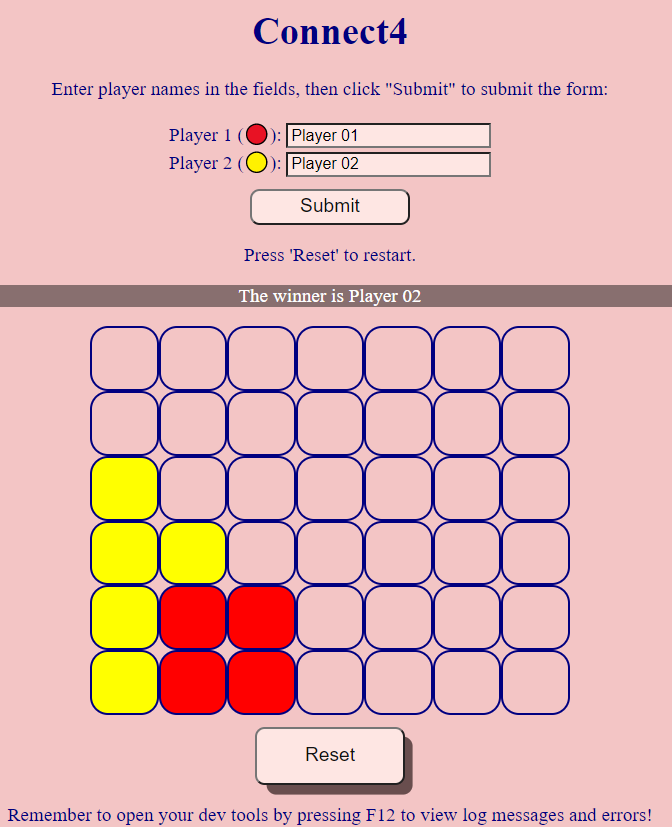 Connect4
Enter player names in the fields, then click "Submit" to submit the form:
Player 1 (🔴): Player 01
Player 2 (🟡): Player 02
Submit
Press 'Reset' to restart.
The winner is Player 02
Reset
Remember to open your dev tools by pressing F12 to view log messages and errors!